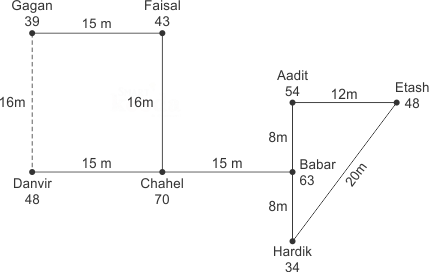 Gagan
39
Faisal
43
15 m
16m
16m
Aadit
54
12m
Etash
48
8m
15 m
15 m
Babar
63
20m
Danvir
48
Chahel
70
8m
Hardik
34